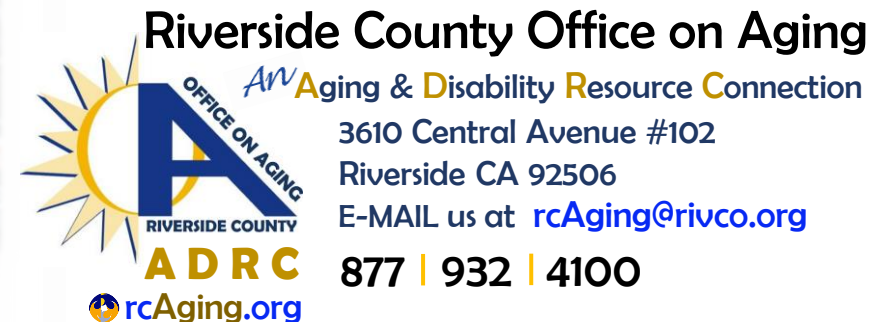 Riverside County Office on Aging
An Aging & Disability Resource Connection
3610 Central Avenue #102
Riverside CA 92506
E-MAIL us at rcAging@rivco.org
877 | 932 | 4100
OFFICE ON AGING
A
RIVERSIDE COUNTY
ADRC
rcAging.org